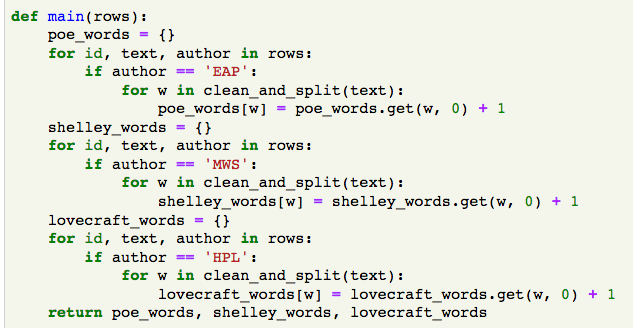 def main(rows):
    poe_words = {}
    for id, text, author in rows:
        if author == 'EAP':
            for w in clean_and_split(text):
                poe_words[w] = poe_words.get(w, 0) + 1
    shelley_words = {}
    for id, text, author in rows:
        if author == 'MWS':
            for w in clean_and_split(text):
                shelley_words[w] = shelley_words.get(w, 0) + 1
    lovecraft_words = {}
    for id, text, author in rows:
        if author == 'HPL':
            for w in clean_and_split(text):
                lovecraft_words[w] = lovecraft_words.get(w, 0) + 1
    return poe_words, shelley_words, lovecraft_words